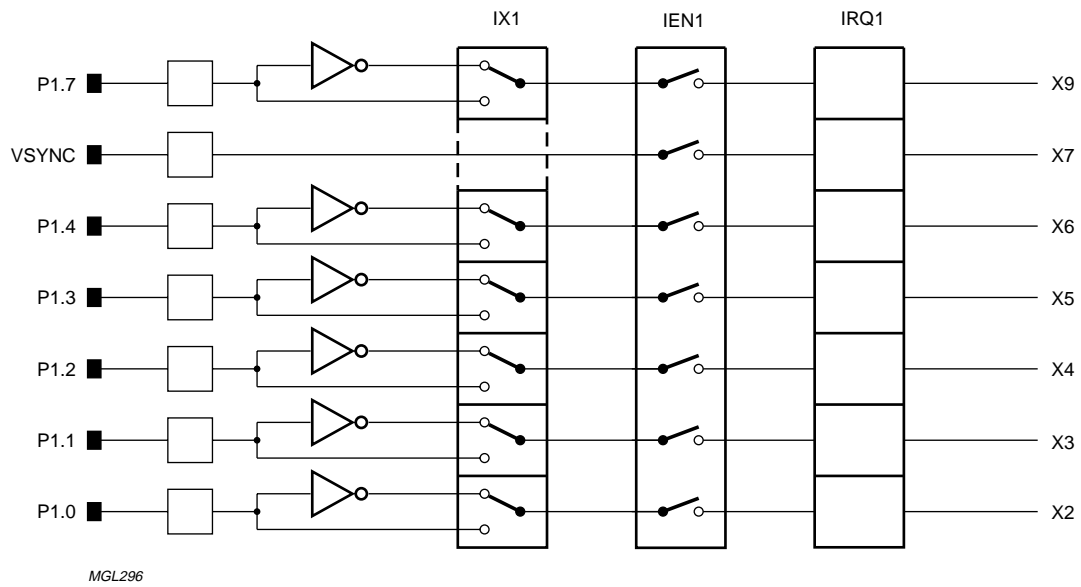 IX1 IEN1 IRQ1
P1.7 X9
VSYNC X7
P1.4 X6
P1.3 X5
P1.2 X4
P1.1 X3
P1.0 X2
MGL296